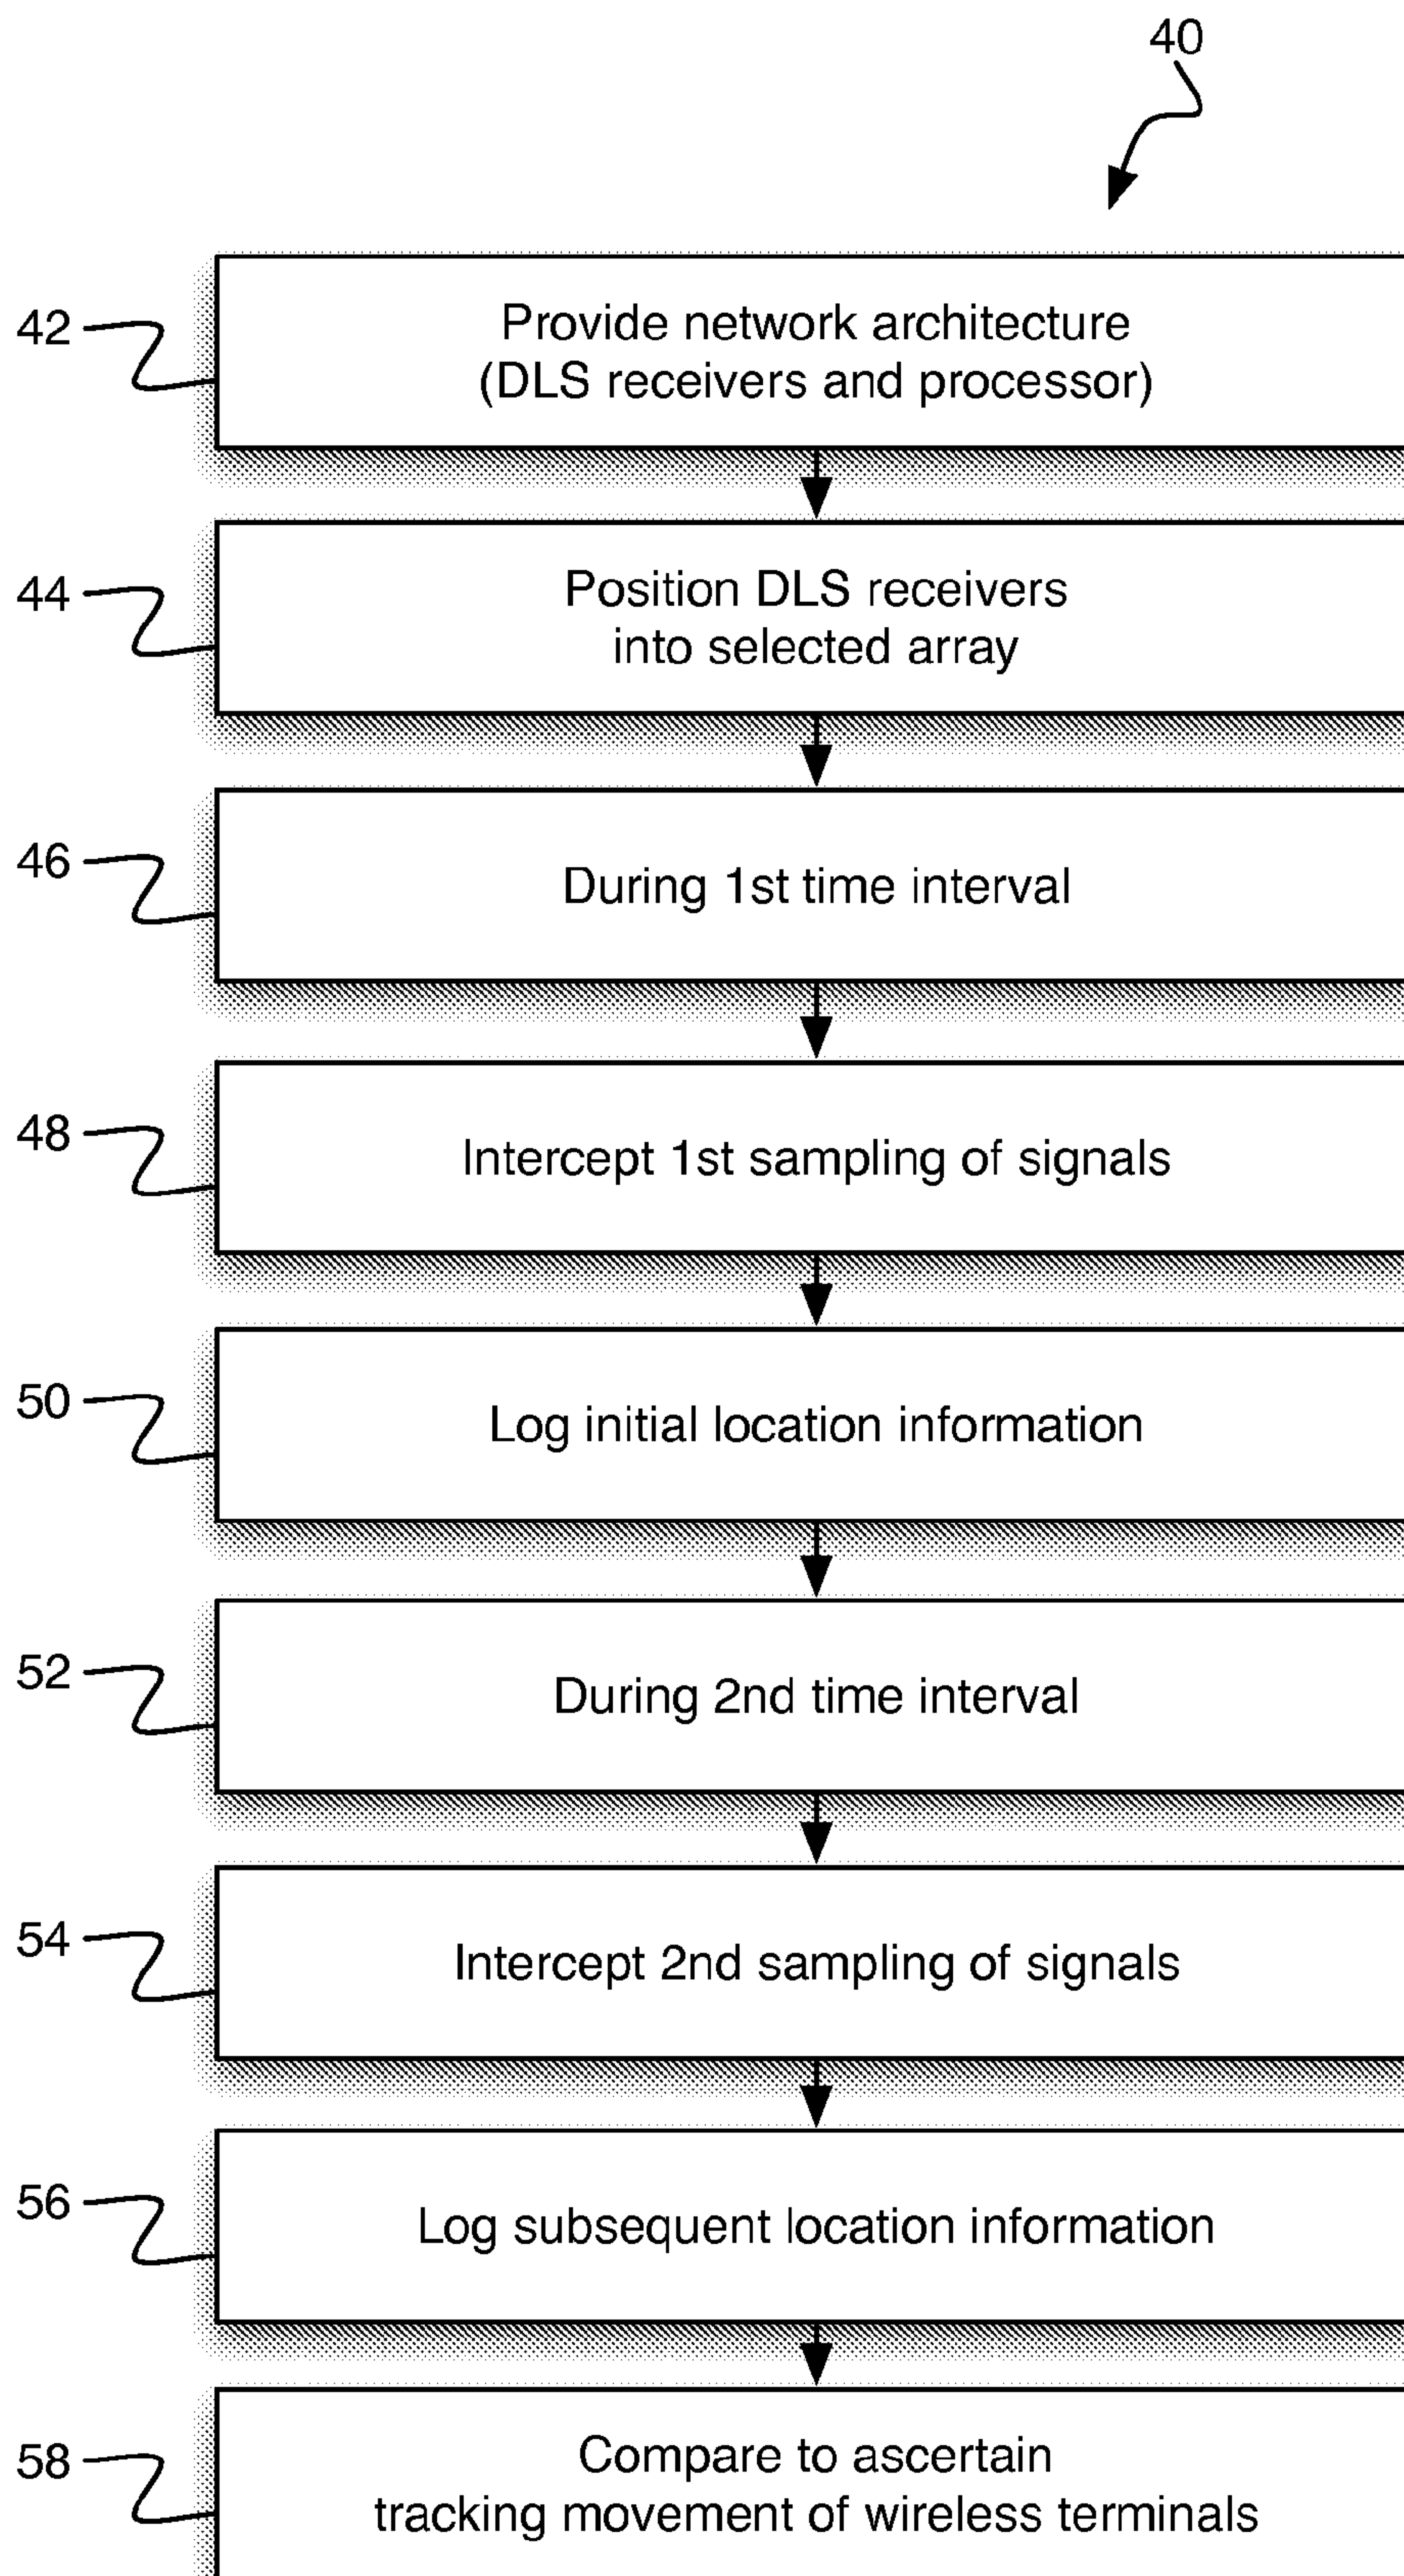 40
42
Provide network architecture
(DLS receivers and processor)
44
Position DLS receivers
into selected array
46
During 1st time interval
48
Intercept 1st sampling of signals
50
Log initial location information
52
During 2nd time interval
54
Intercept 2nd sampling of signals
56
Log subsequent location information
58
Compare to ascertain
tracking movement of wireless terminals